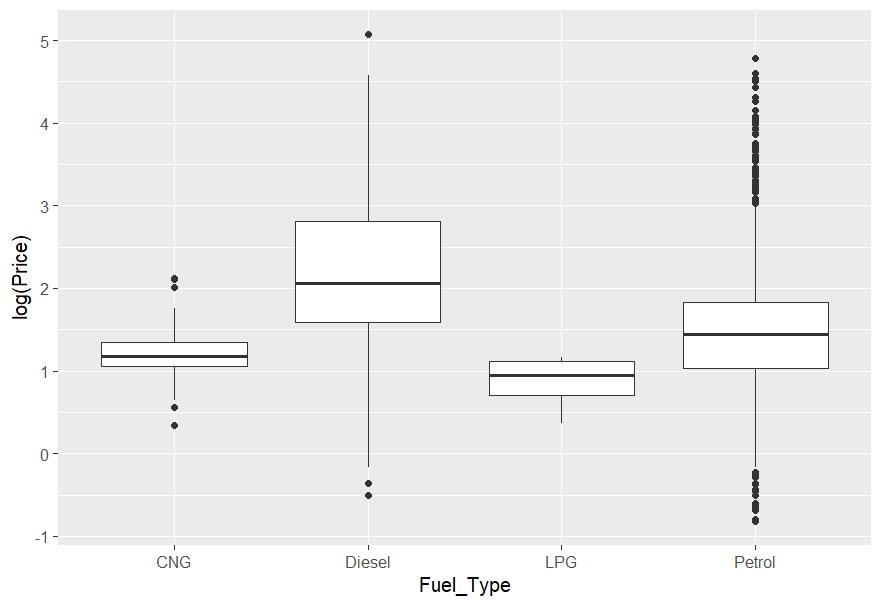 log(Price)
5
4
3
2
1
0
-1
CNG Diesel LPG Petrol
Fuel_Type